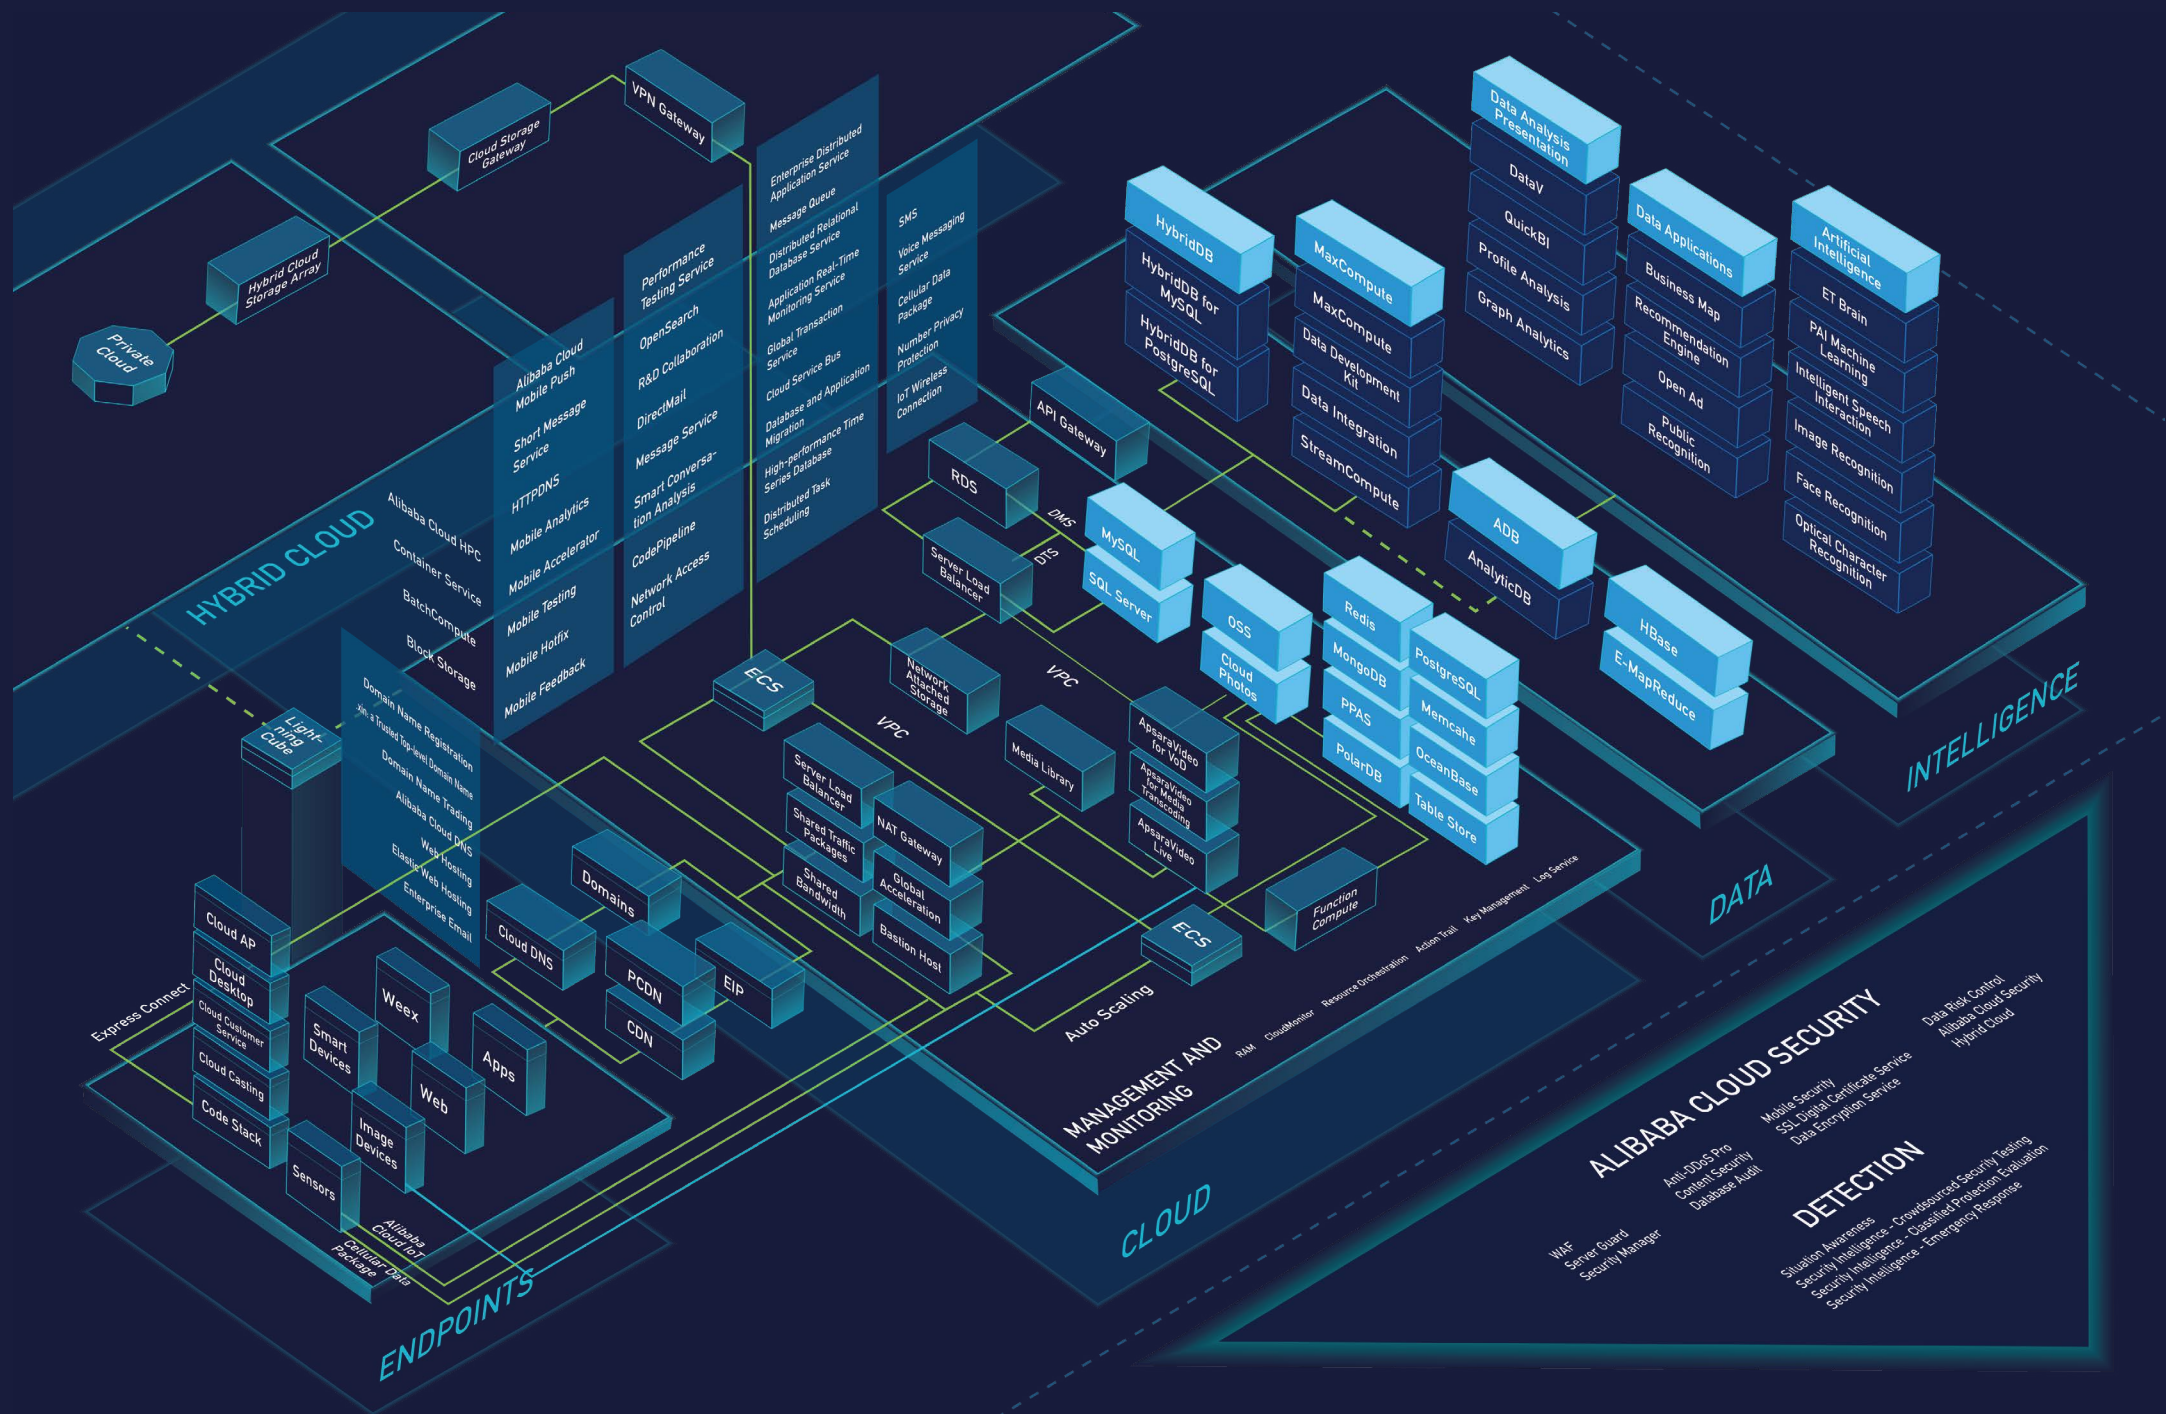 VPN Gateway
Cloud Storage
Gateway
Hybrid Cloud
Storage Array
Private
Cloud
HYBRID CLOUD
Alibaba Cloud HPC
Container Service
BatchCompute
Block Storage
Alibaba Cloud
Mobile Push
Short Message
Service
HTTPDNS
Mobile Analytics
Mobile Accelerator
Mobile Testing
Mobile Hotfix
Mobile Feedback
Performance
Testing Service
OpenSearch
R&D Collaboration
DirectMail
Message Service
Smart Conversa-
tion Analysis
CodePipeline
Network Access
Control
Enterprise Distributed
Application Service
Message Queue
Distributed Relational
Database Service
Application Real-Time
Monitoring Service
Global Transaction
Service
Cloud Service Bus
Database and Application
Migration
High-performance Time
Series Database
Distributed Task
Scheduling
SMS
Voice Messaging
Service
Cellular Data
Package
Number Privacy
Protection
IoT Wireless
Connection
Domain Name Registration
.xin: a Trusted Top-level Domain Name
Domain Name Trading
Alibaba Cloud DNS
Web Hosting
Elastic Web Hosting
Enterprise Email
Light-
ning
Cube
API Gateway
RDS
DMS
DTS
Server Load
Balancer
MySQL
SQL Server
OSS
Cloud
Photos
Redis
MongoDB
PPAS
PolarDB
PostgreSQL
Memcahe
OceanBase
Table Store
ECS
Network
Attached
Storage
VPC
VPC
Media Library
ApsaraVideo
for VoD
ApsaraVideo
for Media
Transcoding
ApsaraVideo
Live
Server Load
Balancer
Shared Traffic
Packages
Shared
Bandwidth
NAT Gateway
Global
Acceleration
Bastion Host
ECS
Function
Compute
Auto Scaling
Domains
Cloud DNS
PCDN
CDN
EIP
MANAGEMENT AND
MONITORING
RAM
CloudMonitor
Resource Orchestration
Action Trail
Key Management
Log Service
CLOUD
HybridDB
HybridDB for
MySQL
HybridDB for
PostgreSQL
MaxCompute
MaxCompute
Data Development
Kit
Data Integration
StreamCompute
ADB
AnalyticDB
HBase
E-MapReduce
DATA
Data Analysis
Presentation
DataV
QuickBI
Profile Analysis
Graph Analytics
Data Applications
Business Map
Recommendation
Engine
Open Ad
Public
Recognition
Artificial
Intelligence
ET Brain
PAI Machine
Learning
Intelligent Speech
Interaction
Image Recognition
Face Recognition
Optical Character
Recognition
INTELLIGENCE
Express Connect
Cloud AP
Cloud
Desktop
Cloud Customer
Service
Cloud Casting
Code Stack
Weex
Smart
Devices
Apps
Web
Image
Devices
Sensors
Alibaba
Cloud IoT
Cellular Data
Package
ENDPOINTS
ALIBABA CLOUD SECURITY
WAF
Server Guard
Security Manager
Anti-DDoS Pro
Content Security
Database Audit
Mobile Security
SSL Digital Certificate Service
Data Encryption Service
Data Risk Control
Alibaba Cloud Security
Hybrid Cloud
DETECTION
Situation Awareness
Security Intelligence - Crowdsourced Security Testing
Security Intelligence - Classified Protection Evaluation
Security Intelligence - Emergency Response